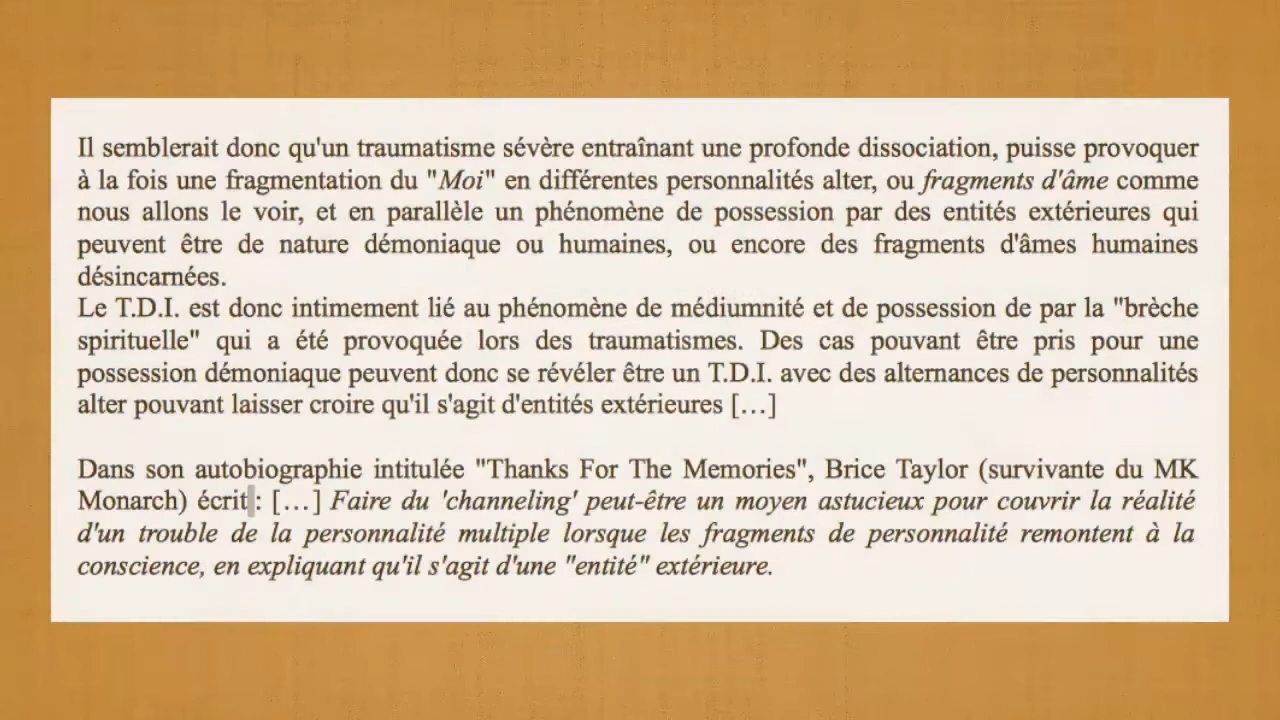 Il semblerait donc qu'un traumatisme sévère entraînant une profonde dissociation, puisse provoquer
à la fois une fragmentation du "Moi" en différentes personnalités alter, ou fragments d'âme comme
nous allons le voir, et en parallèle un phénomène de possession par des entités extérieures qui
peuvent être de nature démoniaque ou humaines, ou encore des fragments d'âmes humaines
désincarnées.
Le T.D.I. est donc intimement lié au phénomène de médiumnité et de possession de par la "brèche
spirituelle" qui a été provoquée lors des traumatismes. Des cas pouvant être pris pour une
possession démoniaque peuvent donc se révéler être un T.D.I. avec des alternances de personnalités
alter pouvant laisser croire qu'il s'agit d'entités extérieures […]
Dans son autobiographie intitulée "Thanks For The Memories", Brice Taylor (survivante du MK
Monarch) écrit : […] Faire du 'channeling' peut-être un moyen astucieux pour couvrir la réalité
d'un trouble de la personnalité multiple lorsque les fragments de personnalité remontent à la
conscience, en expliquant qu'il s'agit d'une "entité" extérieure.